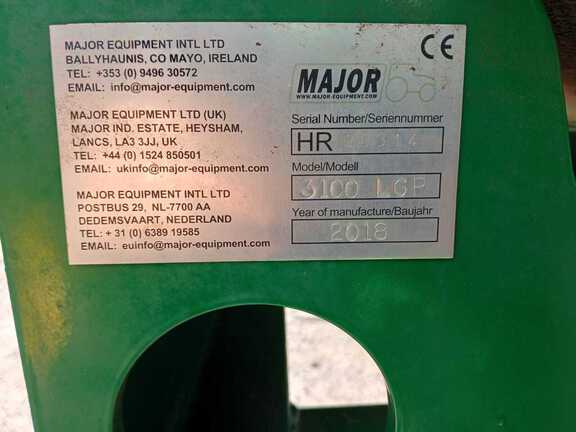 MAJOR EQUIPMENT INTL LTD
BALLYHAUNIS, CO MAYO, IRELAND
TEL: +353 (0) 9496 30572
EMAIL: info@major-equipment.com
MAJOR EQUIPMENT LTD (UK)
MAJOR IND. ESTATE, HEYSHAM,
LANCS, LA3 3JJ, UK
TEL: +44 (0) 1524 850501
EMAIL: ukinfo@major-equipment.com
MAJOR EQUIPMENT INTL LTD
POSTBUS 29, NL-7700 AA
DEDEMSVAART, NEDERLAND
TEL: + 31 (0) 6389 19585
EMAIL: euinfo@major-equipment.com
CE
MAJOR
WWW.MAJOR-EQUIPMENT.COM
Serial Number/Seriennummer
HR
Model/Modell
3100 LGP
Year of manufacture/Baujahr
2018